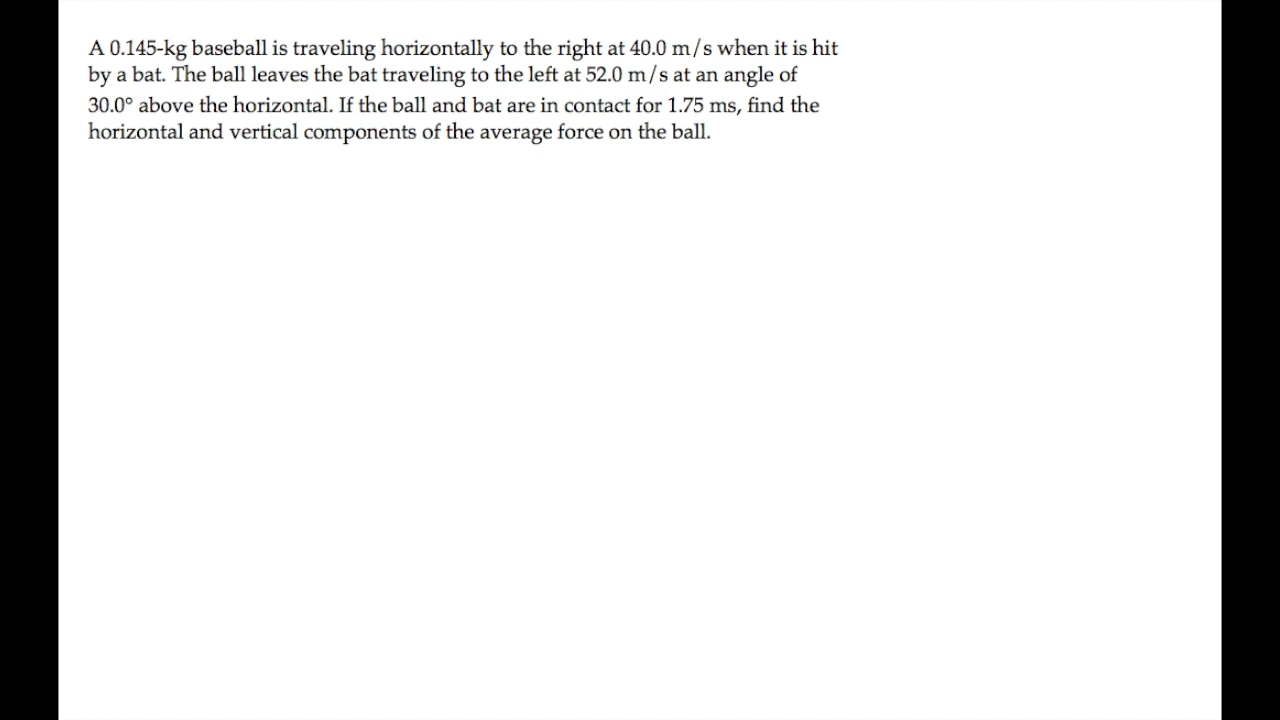 A 0.145-kg baseball is traveling horizontally to the right at 40.0 m/s when it is hit
by a bat. The ball leaves the bat traveling to the left at 52.0 m/s at an angle of
30.0° above the horizontal. If the ball and bat are in contact for 1.75 ms, find the
horizontal and vertical components of the average force on the ball.